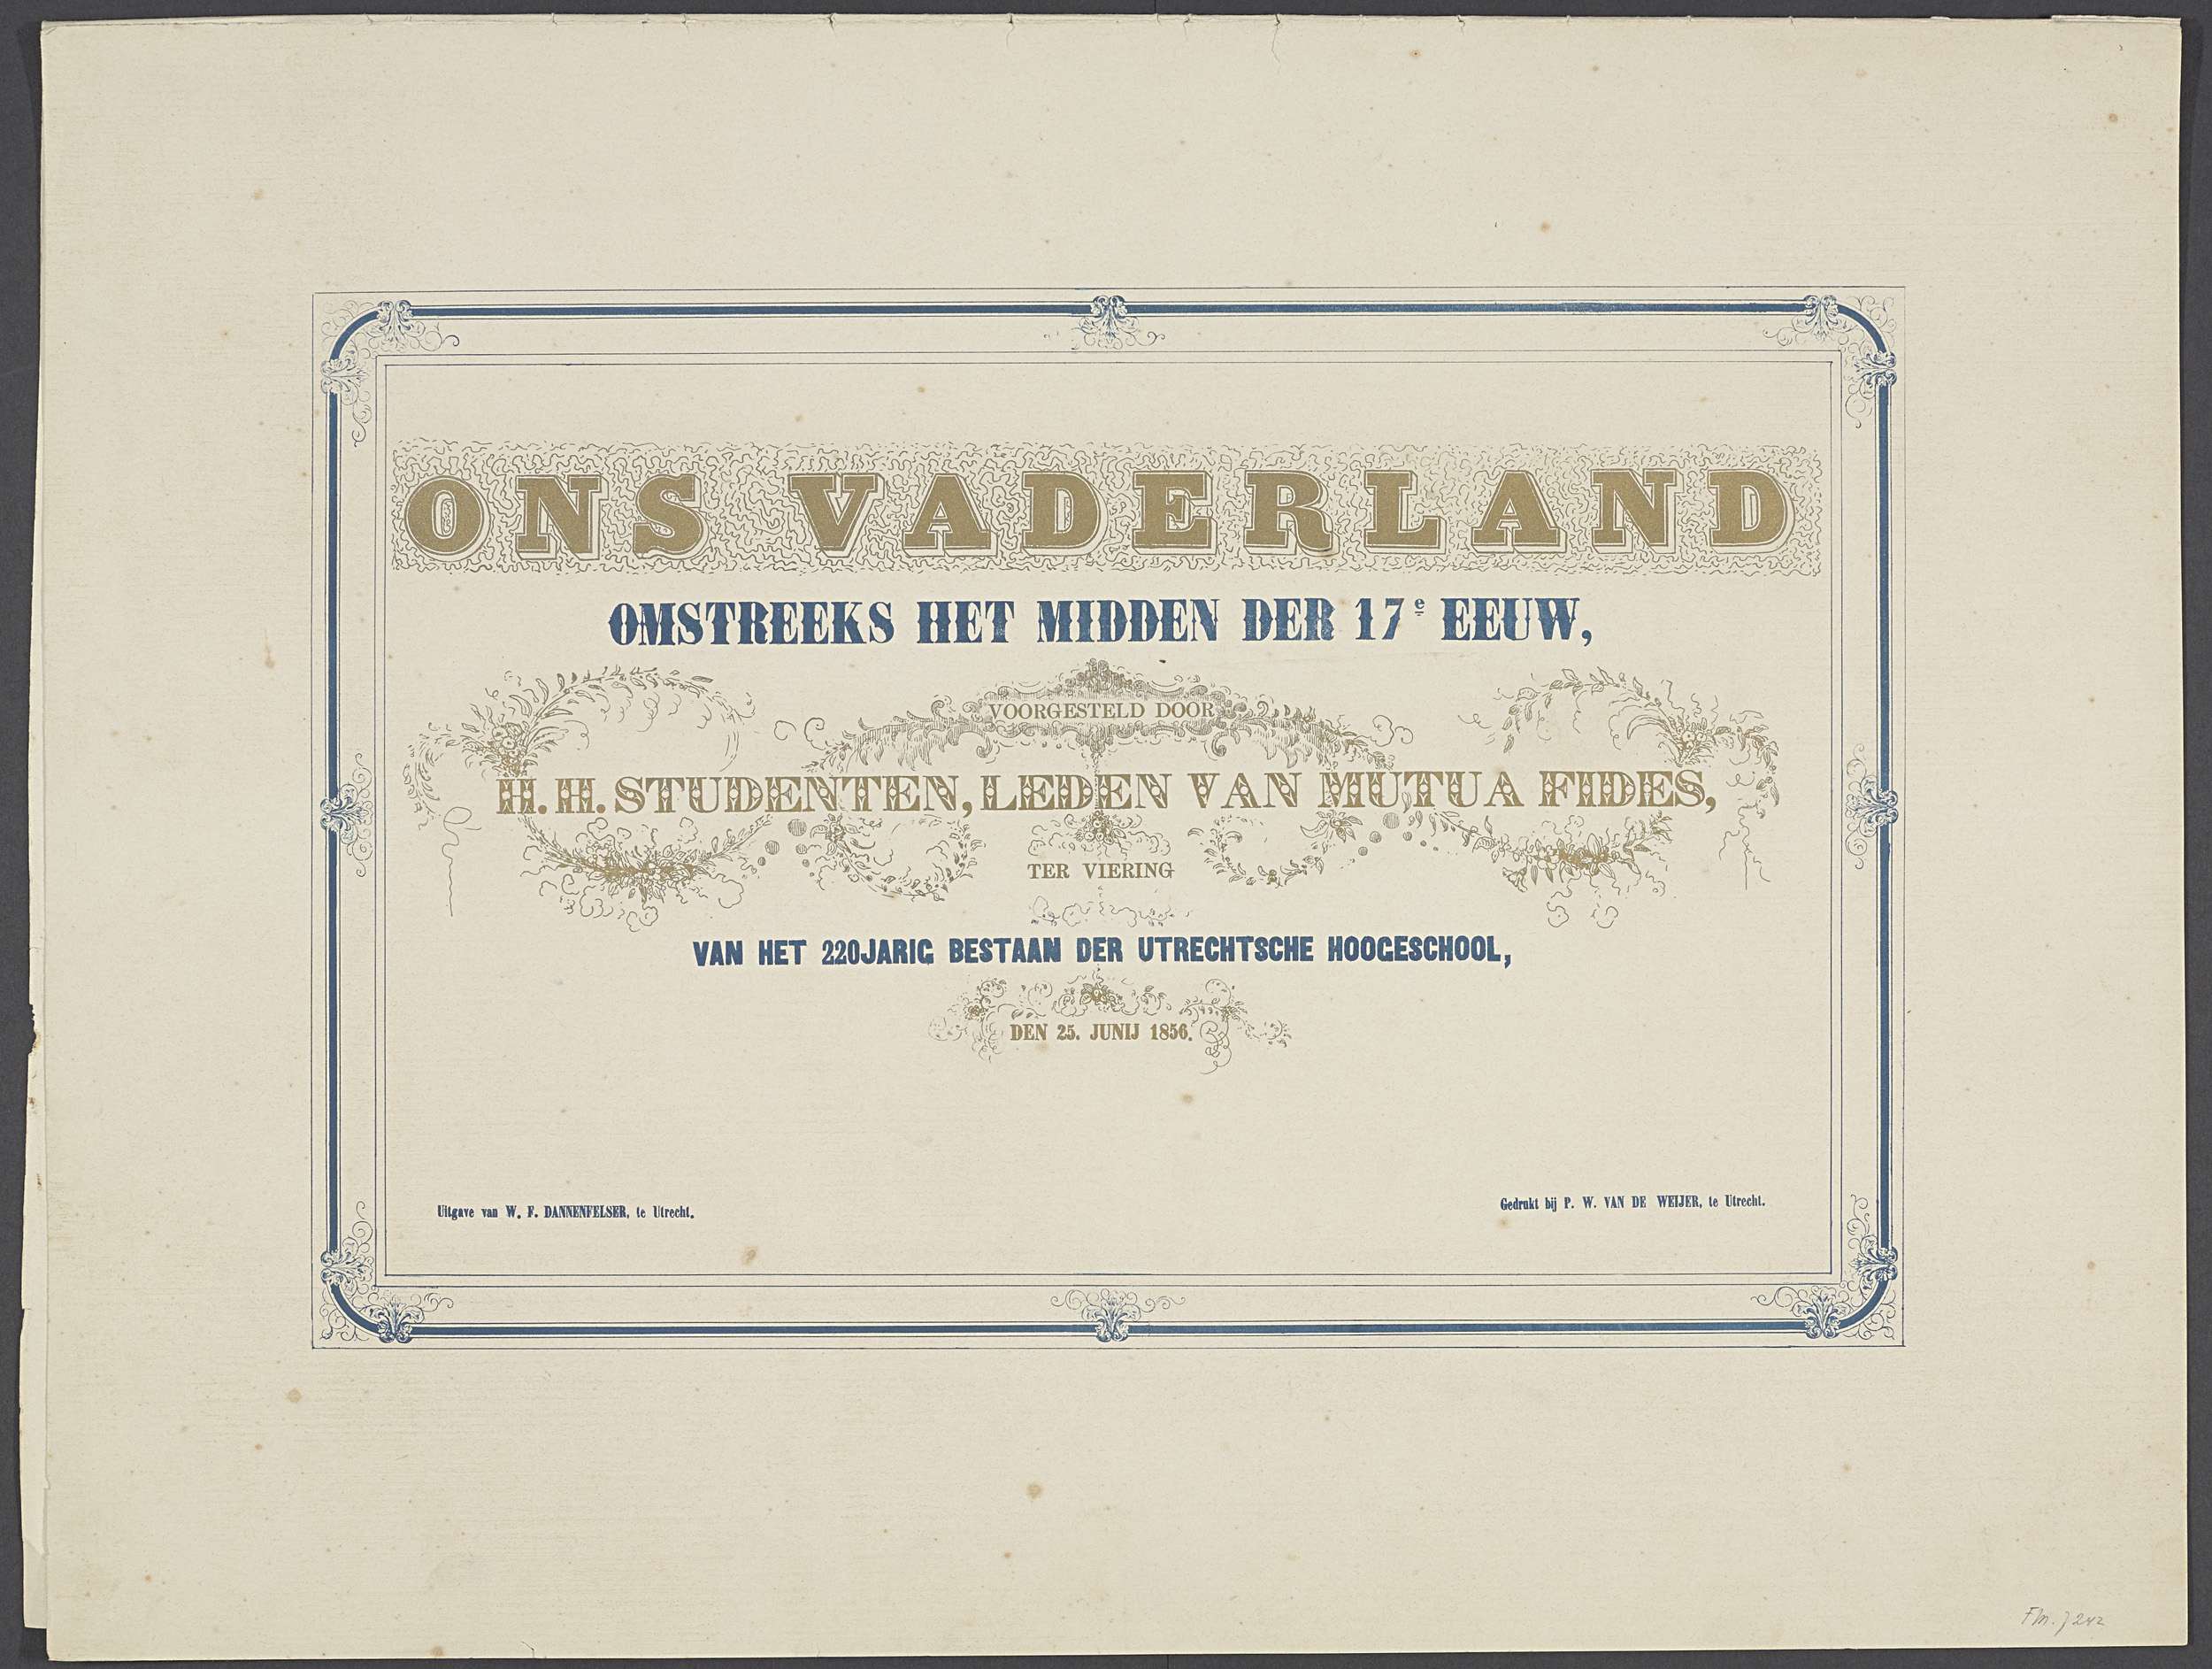 ONS VADERLAND
OMSTREEKS HET MIDDEN DER 17e EEUW,
VOORGESTELD DOOR
H. H. STUDENTEN, LEDEN VAN MUTUA FIDES,
TER VIERING
VAN HET 220JARIG BESTAAN DER UTRECHTSCHE HOOGESCHOOL,
DEN 25. JUNIJ 1856.
Uitgave van W. F. DANNENFELSER, te Utrecht.
Gedrukt bij P. W. VAN DE WEIJER, te Utrecht.